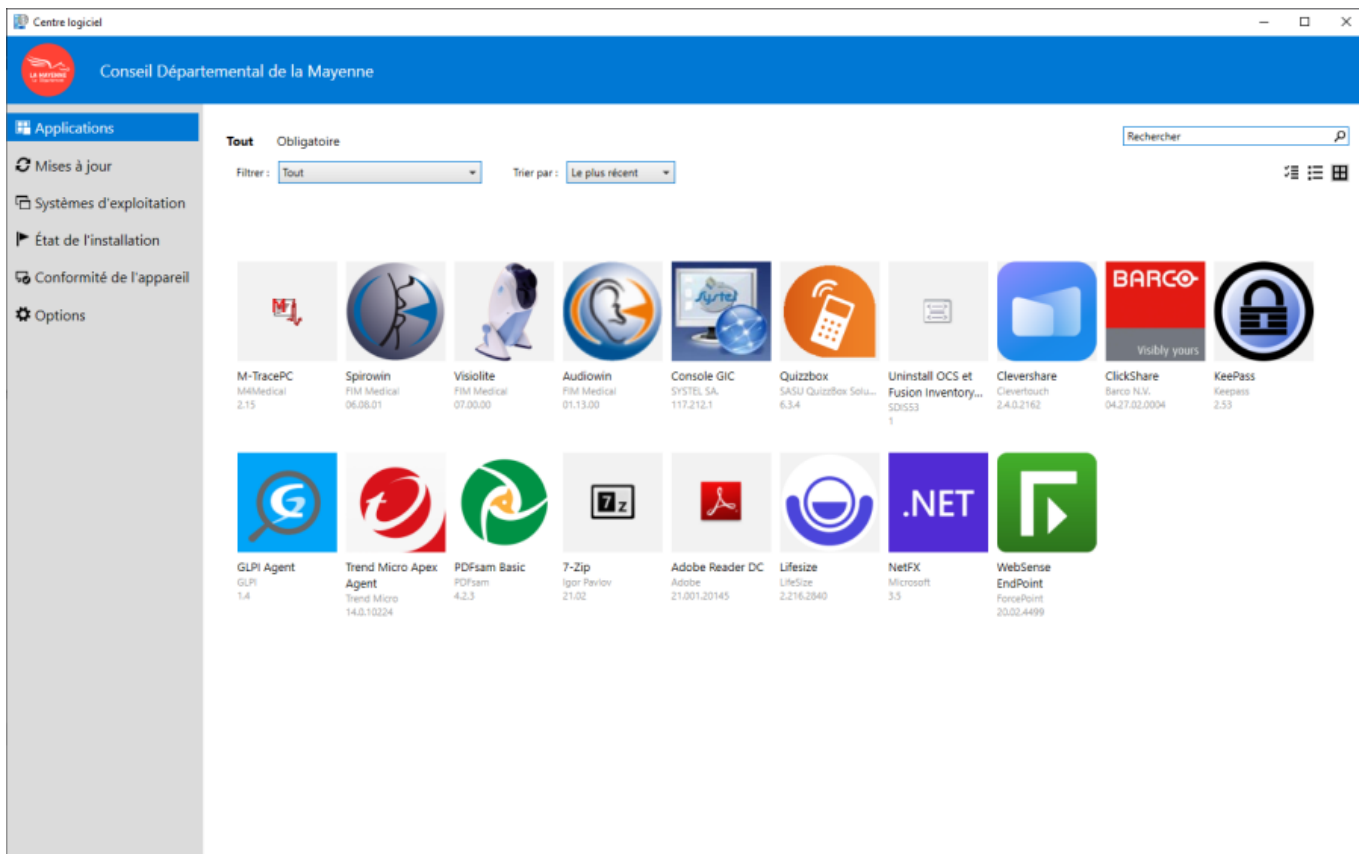 Centre logiciel
LA MAYENNE
Conseil Départemental de la Mayenne
Applications
Mises à jour
Systèmes d'exploitation
État de l'installation
Conformité de l'appareil
Options
Tout Obligatoire
Rechercher
Filtrer : Tout Trier par : Le plus récent
M-TracePC
M4Medical
2.15
Spirowin
FIM Medical
06.08.01
Visiolite
FIM Medical
07.00.00
Audiowin
FIM Medical
01.13.00
Systel
Console GIC
SYSTEL SA.
117.212.1
Quizzbox
SASU QuizzBox Solu...
6.3.4
Uninstall OCS et
Fusion Inventory...
SDIS53
1
Clevershare
Clevertouch
2.4.0.2162
BARCO
Visibly yours
ClickShare
Barco N.V.
04.27.02.0004
KeePass
Keepass
2.53
GLPI Agent
GLPI
1.4
Trend Micro Apex
Agent
Trend Micro
14.0.10224
PDFsam Basic
PDFsam
4.2.3
7z
7-Zip
Igor Pavlov
21.02
Adobe Reader DC
Adobe
21.001.20145
Lifesize
LifeSize
2.216.2840
.NET
NetFX
Microsoft
3.5
WebSense
EndPoint
ForcePoint
20.02.4499